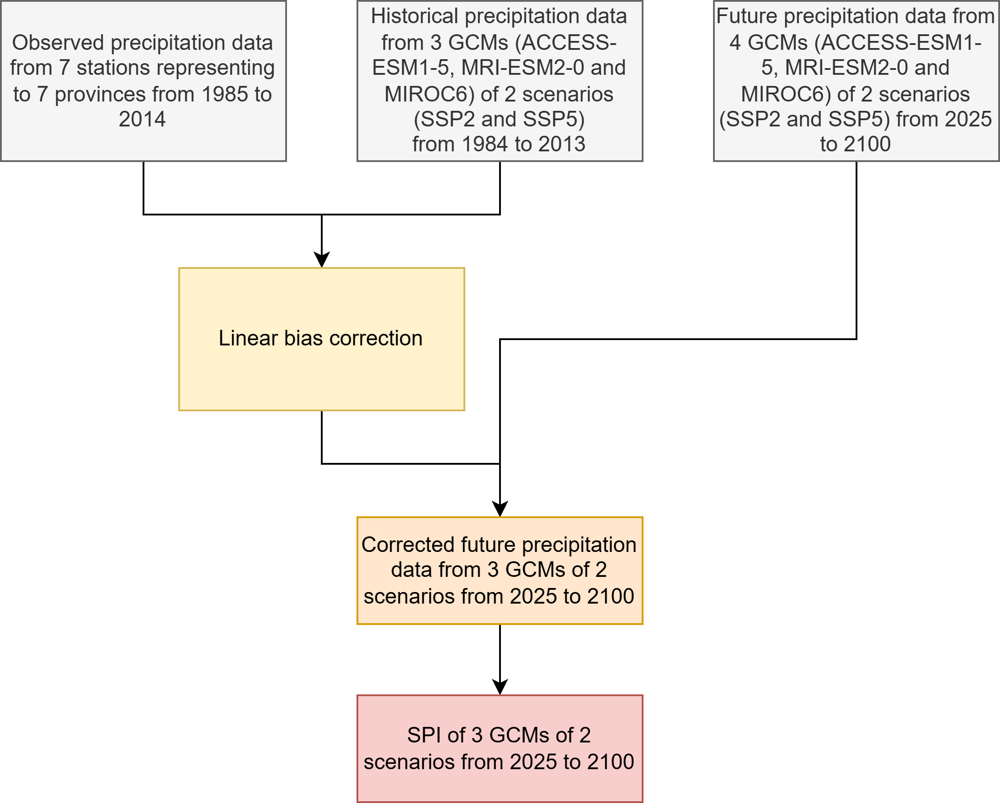 Observed precipitation data
from 7 stations representing
to 7 provinces from 1985 to
2014
Historical precipitation data
from 3 GCMs (ACCESS-
ESM1-5, MRI-ESM2-0 and
MIROC6) of 2 scenarios
(SSP2 and SSP5)
from 1984 to 2013
Future precipitation data from
4 GCMs (ACCESS-ESM1-
5, MRI-ESM2-0 and
MIROC6) of 2 scenarios
(SSP2 and SSP5) from 2025
to 2100
Linear bias correction
Corrected future precipitation
data from 3 GCMs of 2
scenarios from 2025 to 2100
SPI of 3 GCMs of 2
scenarios from 2025 to 2100